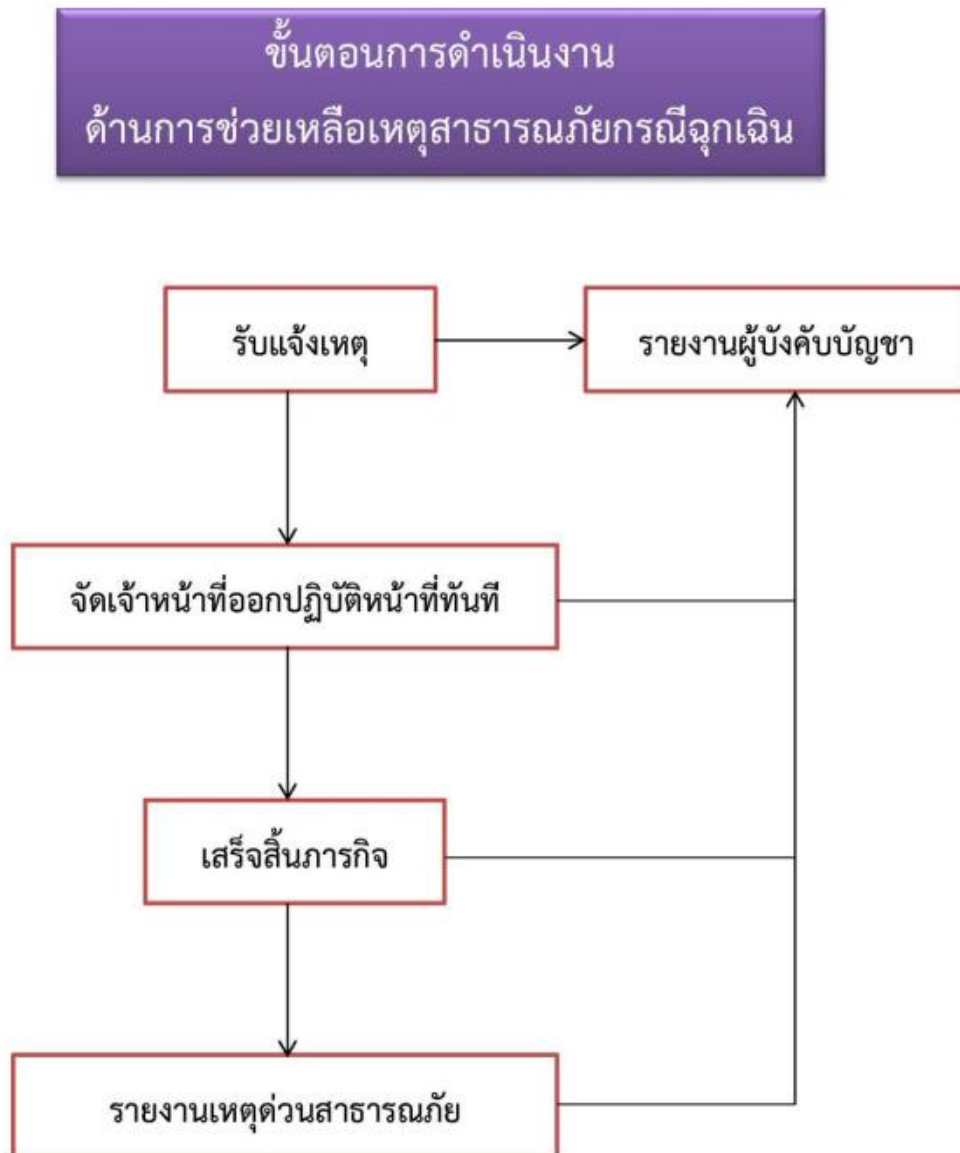 ขั้นตอนการดำเนินงาน
ด้านการช่วยเหลือเหตุสาธารณภัยกรณีฉุกเฉิน
รับแจ้งเหตุ
รายงานผู้บังคับบัญชา
จัดเจ้าหน้าที่ออกปฏิบัติหน้าที่ทันที
เสร็จสิ้นภารกิจ
รายงานเหตุด่วนสาธารณภัย